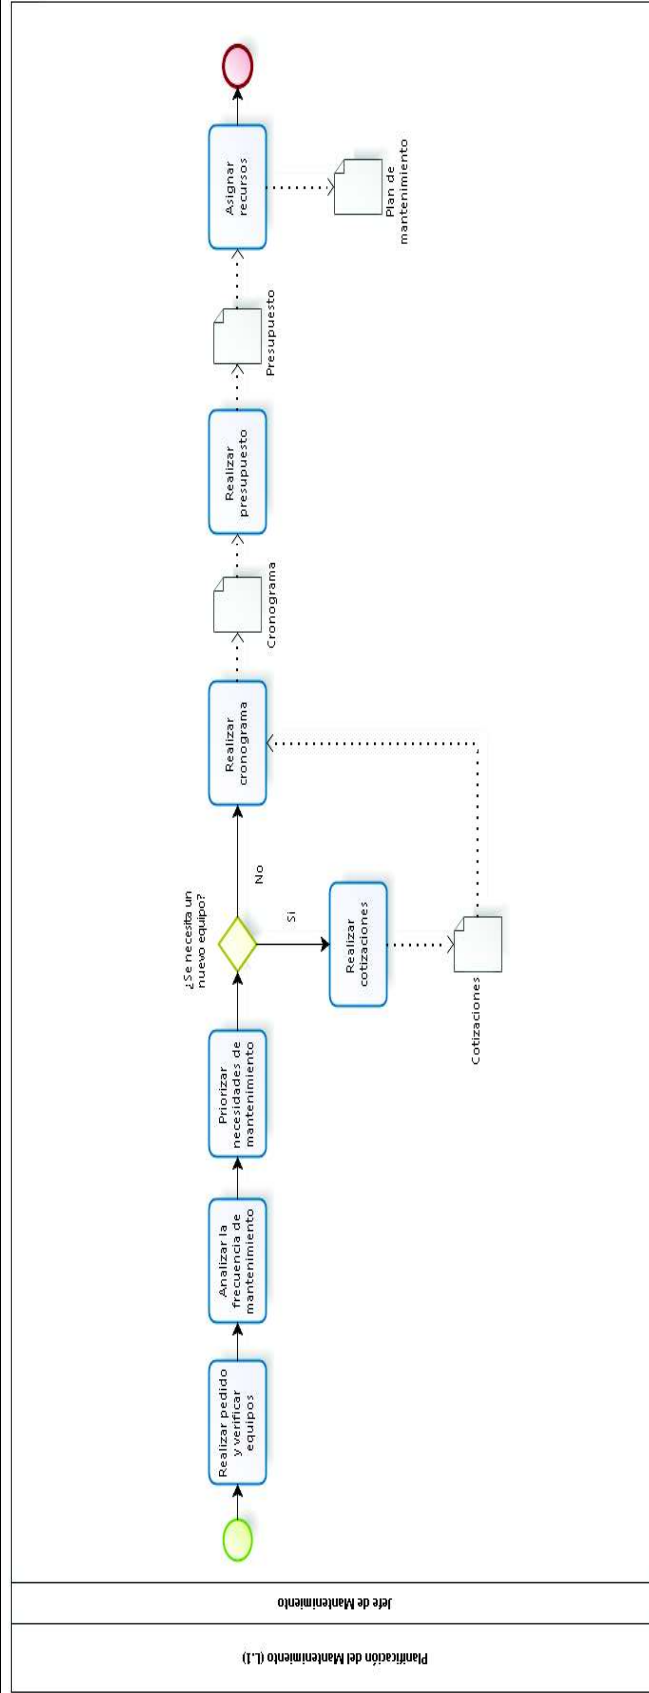 Planificación del Mantenimiento (L.1)
Jefe de Mantenimiento
Realizar pedido
y verificar
equipos
Analizar la
frecuencia de
mantenimiento
Priorizar
necesidades de
mantenimiento
¿Se necesita un
nuevo equipo?
No
Si
Realizar
cotizaciones
Cotizaciones
Realizar
cronograma
Cronograma
Realizar
presupuesto
Presupuesto
Asignar
recursos
Plan de
mantenimiento